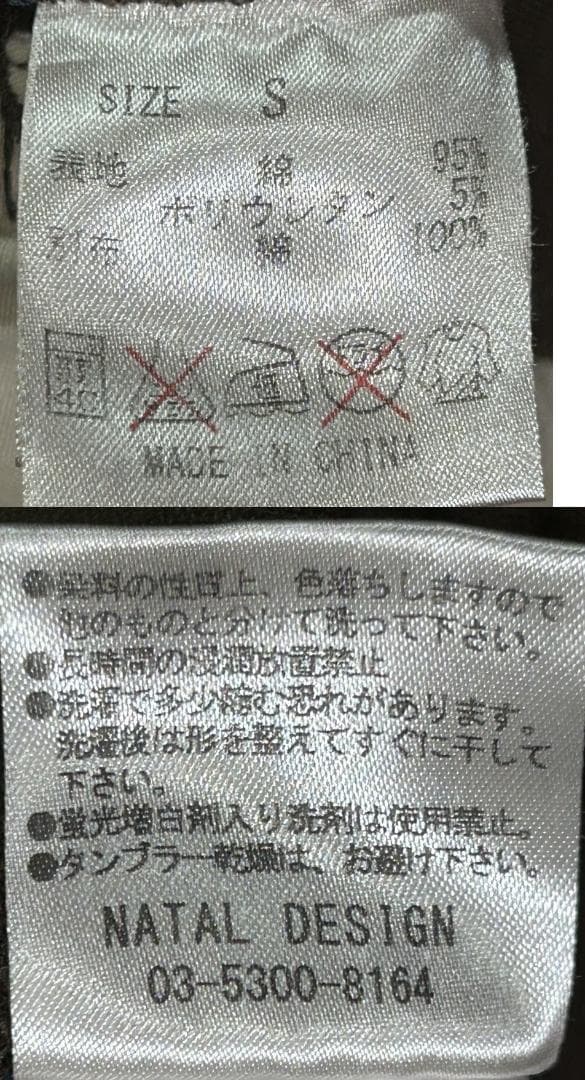 SIZE S
表地 綿 95%
ポリウレタン 5%
別布 綿 100%
40
MADE IN CHINA
●染料の性質上、色落ちしますので
他のものと分けて洗って下さい。
●長時間の浸漬放置禁止
●洗濯で多少縮む恐れがあります。
洗濯後は形を整えてすぐに干して
下さい。
●蛍光増白剤入り洗剤は使用禁止。
●タンブラー乾燥は、お避け下さい。
NATAL DESIGN
03-5300-8164